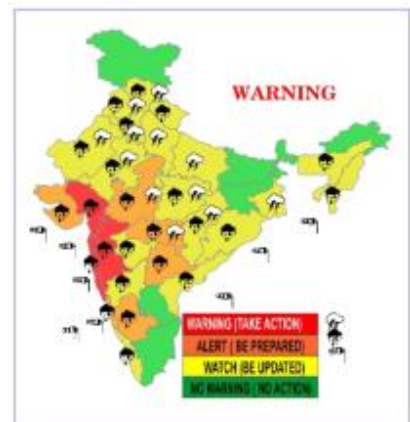 WARNING
WARNING (TAKE ACTION)
ALERT ( BE PREPARED)
WATCH (BE UPDATED)
NO WARNING ( NO ACTION)